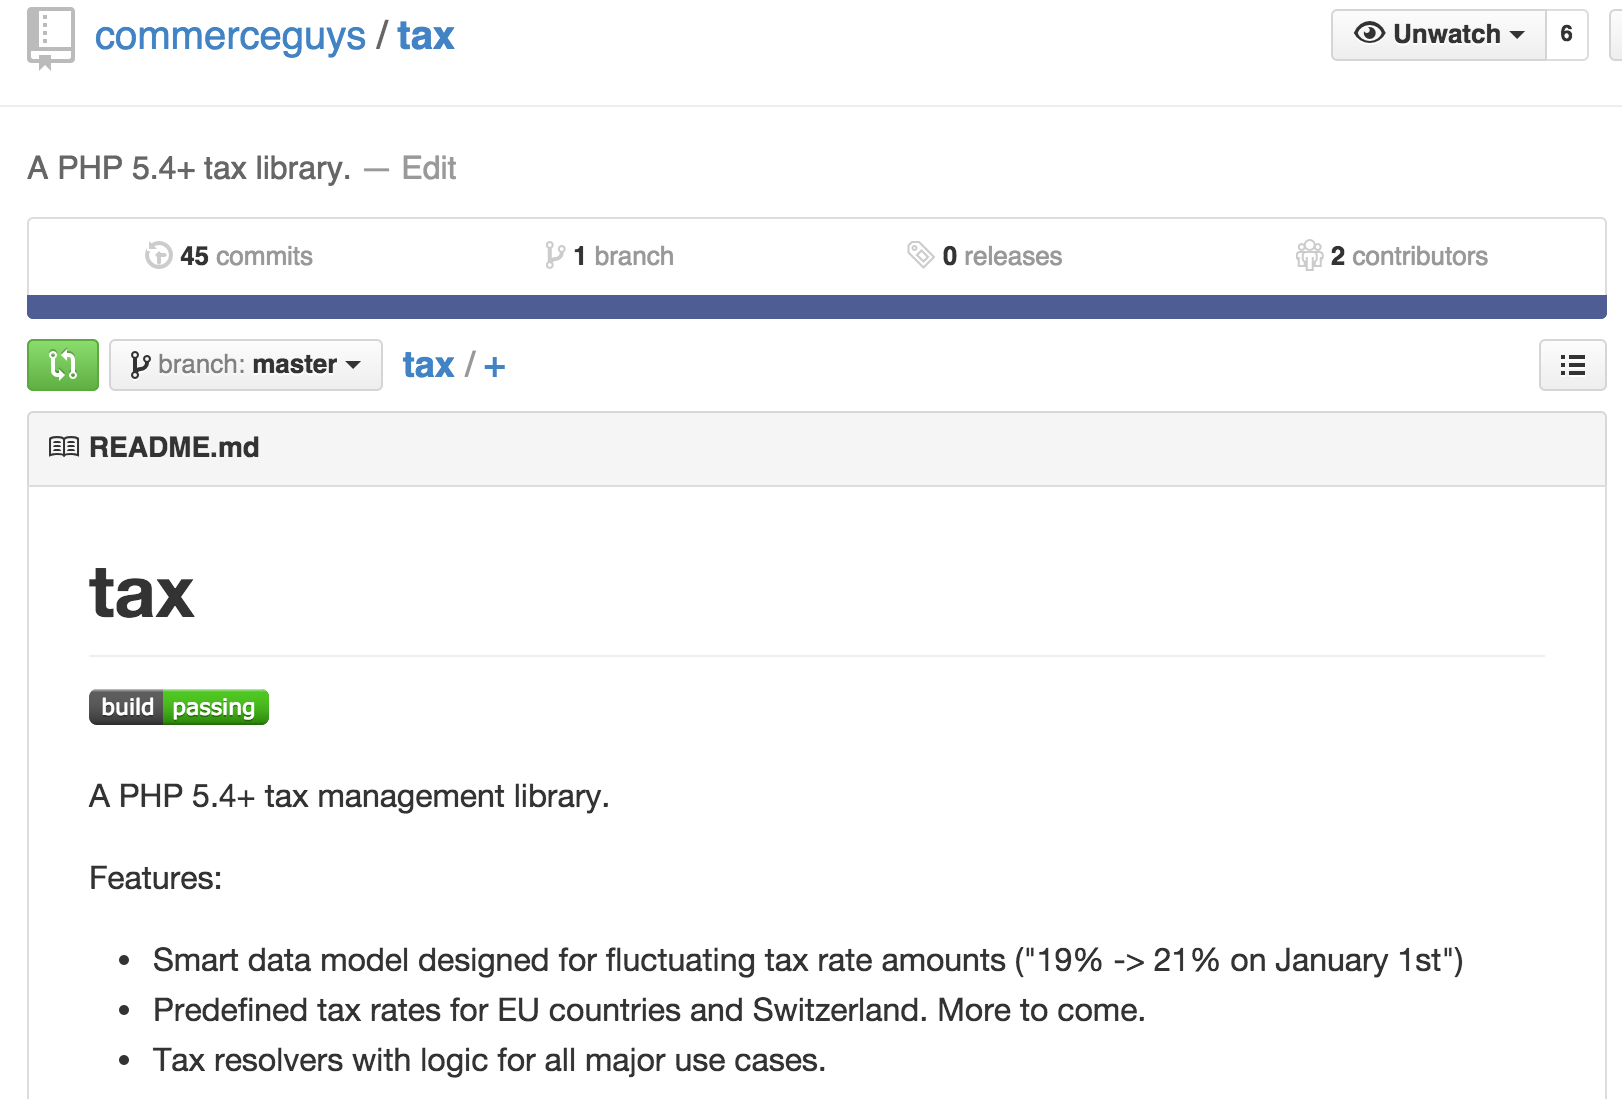 commerceguys / tax
Unwatch 6
A PHP 5.4+ tax library. — Edit
45 commits 1 branch 0 releases 2 contributors
branch: master tax / +
README.md
tax
build passing
A PHP 5.4+ tax management library.
Features:
• Smart data model designed for fluctuating tax rate amounts ("19% -> 21% on January 1st")
• Predefined tax rates for EU countries and Switzerland. More to come.
• Tax resolvers with logic for all major use cases.